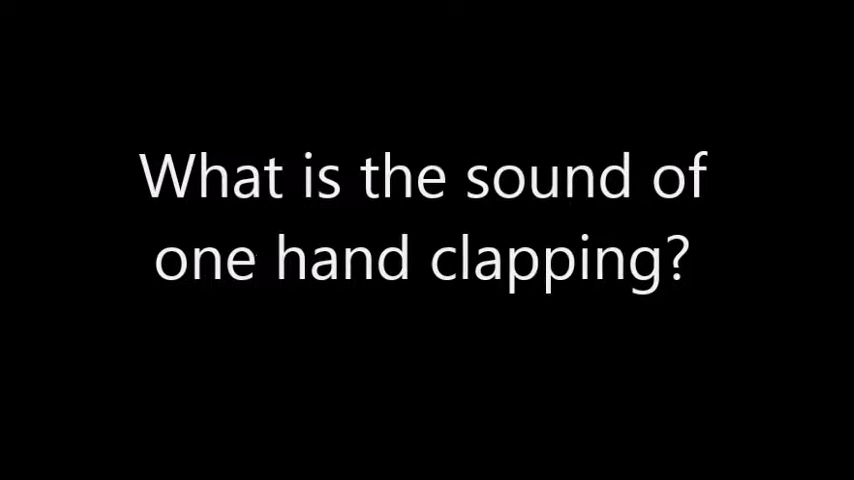 What is the sound of
one hand clapping?